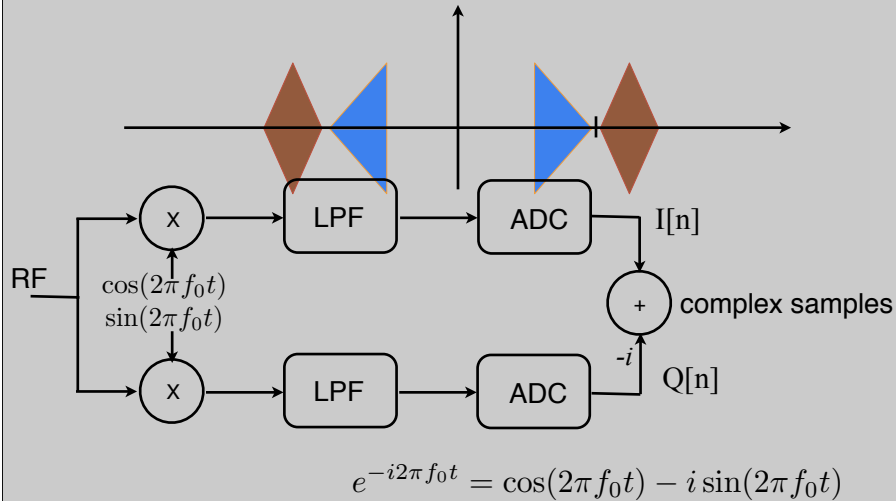 x
LPF
ADC
I[n]
RF
cos(2πf₀t)
sin(2πf₀t)
+
complex samples
-i
x
LPF
ADC
Q[n]
e^{-i2πf₀t} = cos(2πf₀t) − i sin(2πf₀t)